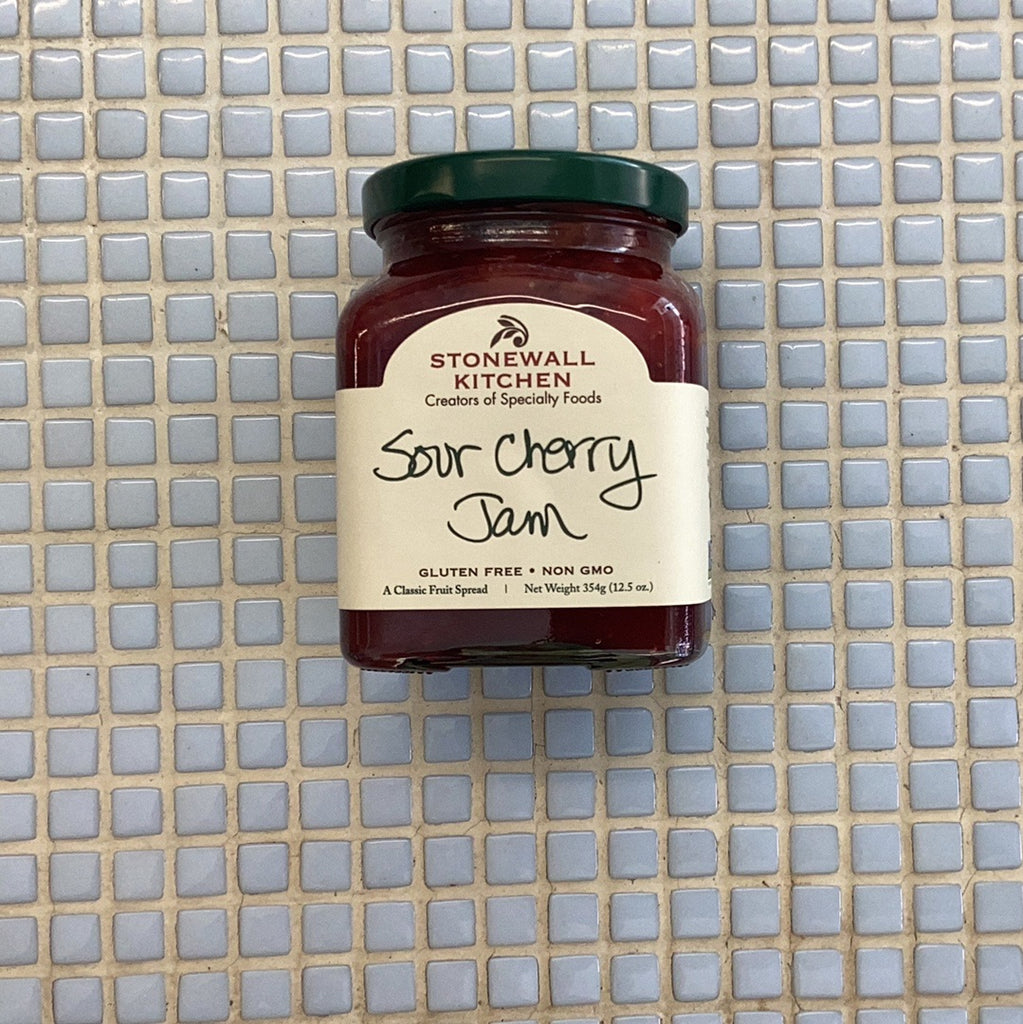 STONEWALL
KITCHEN
Creators of Specialty Foods
Sour Cherry
Jam
GLUTEN FREE • NON GMO
A Classic Fruit Spread | Net Weight 354g (12.5 oz.)